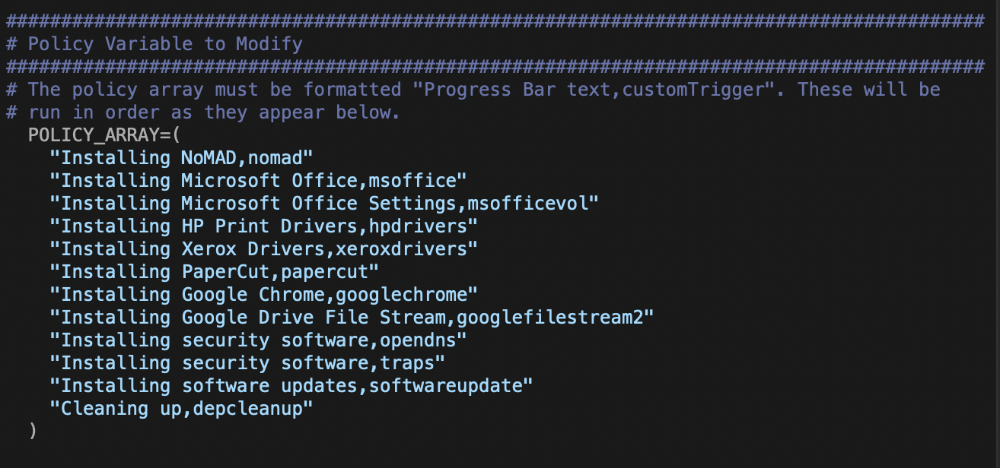 #########################################################################################
# Policy Variable to Modify
#########################################################################################
# The policy array must be formatted "Progress Bar text,customTrigger". These will be
# run in order as they appear below.
POLICY_ARRAY=(
"Installing NoMAD,nomad"
"Installing Microsoft Office,msoffice"
"Installing Microsoft Office Settings,msofficevol"
"Installing HP Print Drivers,hpdrivers"
"Installing Xerox Drivers,xeroxdrivers"
"Installing PaperCut,papercut"
"Installing Google Chrome,googlechrome"
"Installing Google Drive File Stream,googlefilestream2"
"Installing security software,opendns"
"Installing security software,traps"
"Installing software updates,softwareupdate"
"Cleaning up,depcleanup"
)